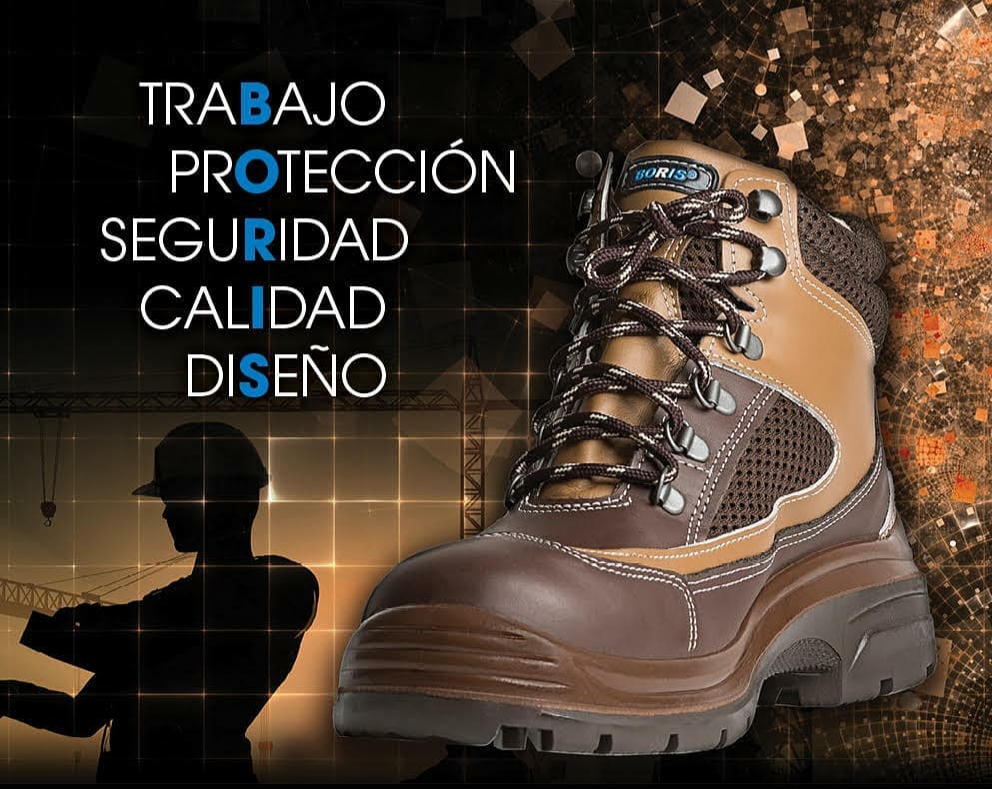 TRABAJO
PROTECCIÓN
SEGURIDAD
CALIDAD
DISEÑO
BORIS®